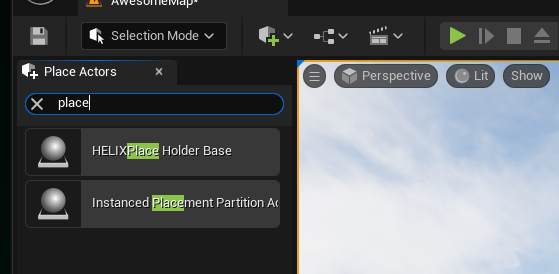 AwesomeMap*
Selection Mode
Place Actors
place
Perspective
Lit
Show
HELIXPlace Holder Base
Instanced Placement Partition Ac